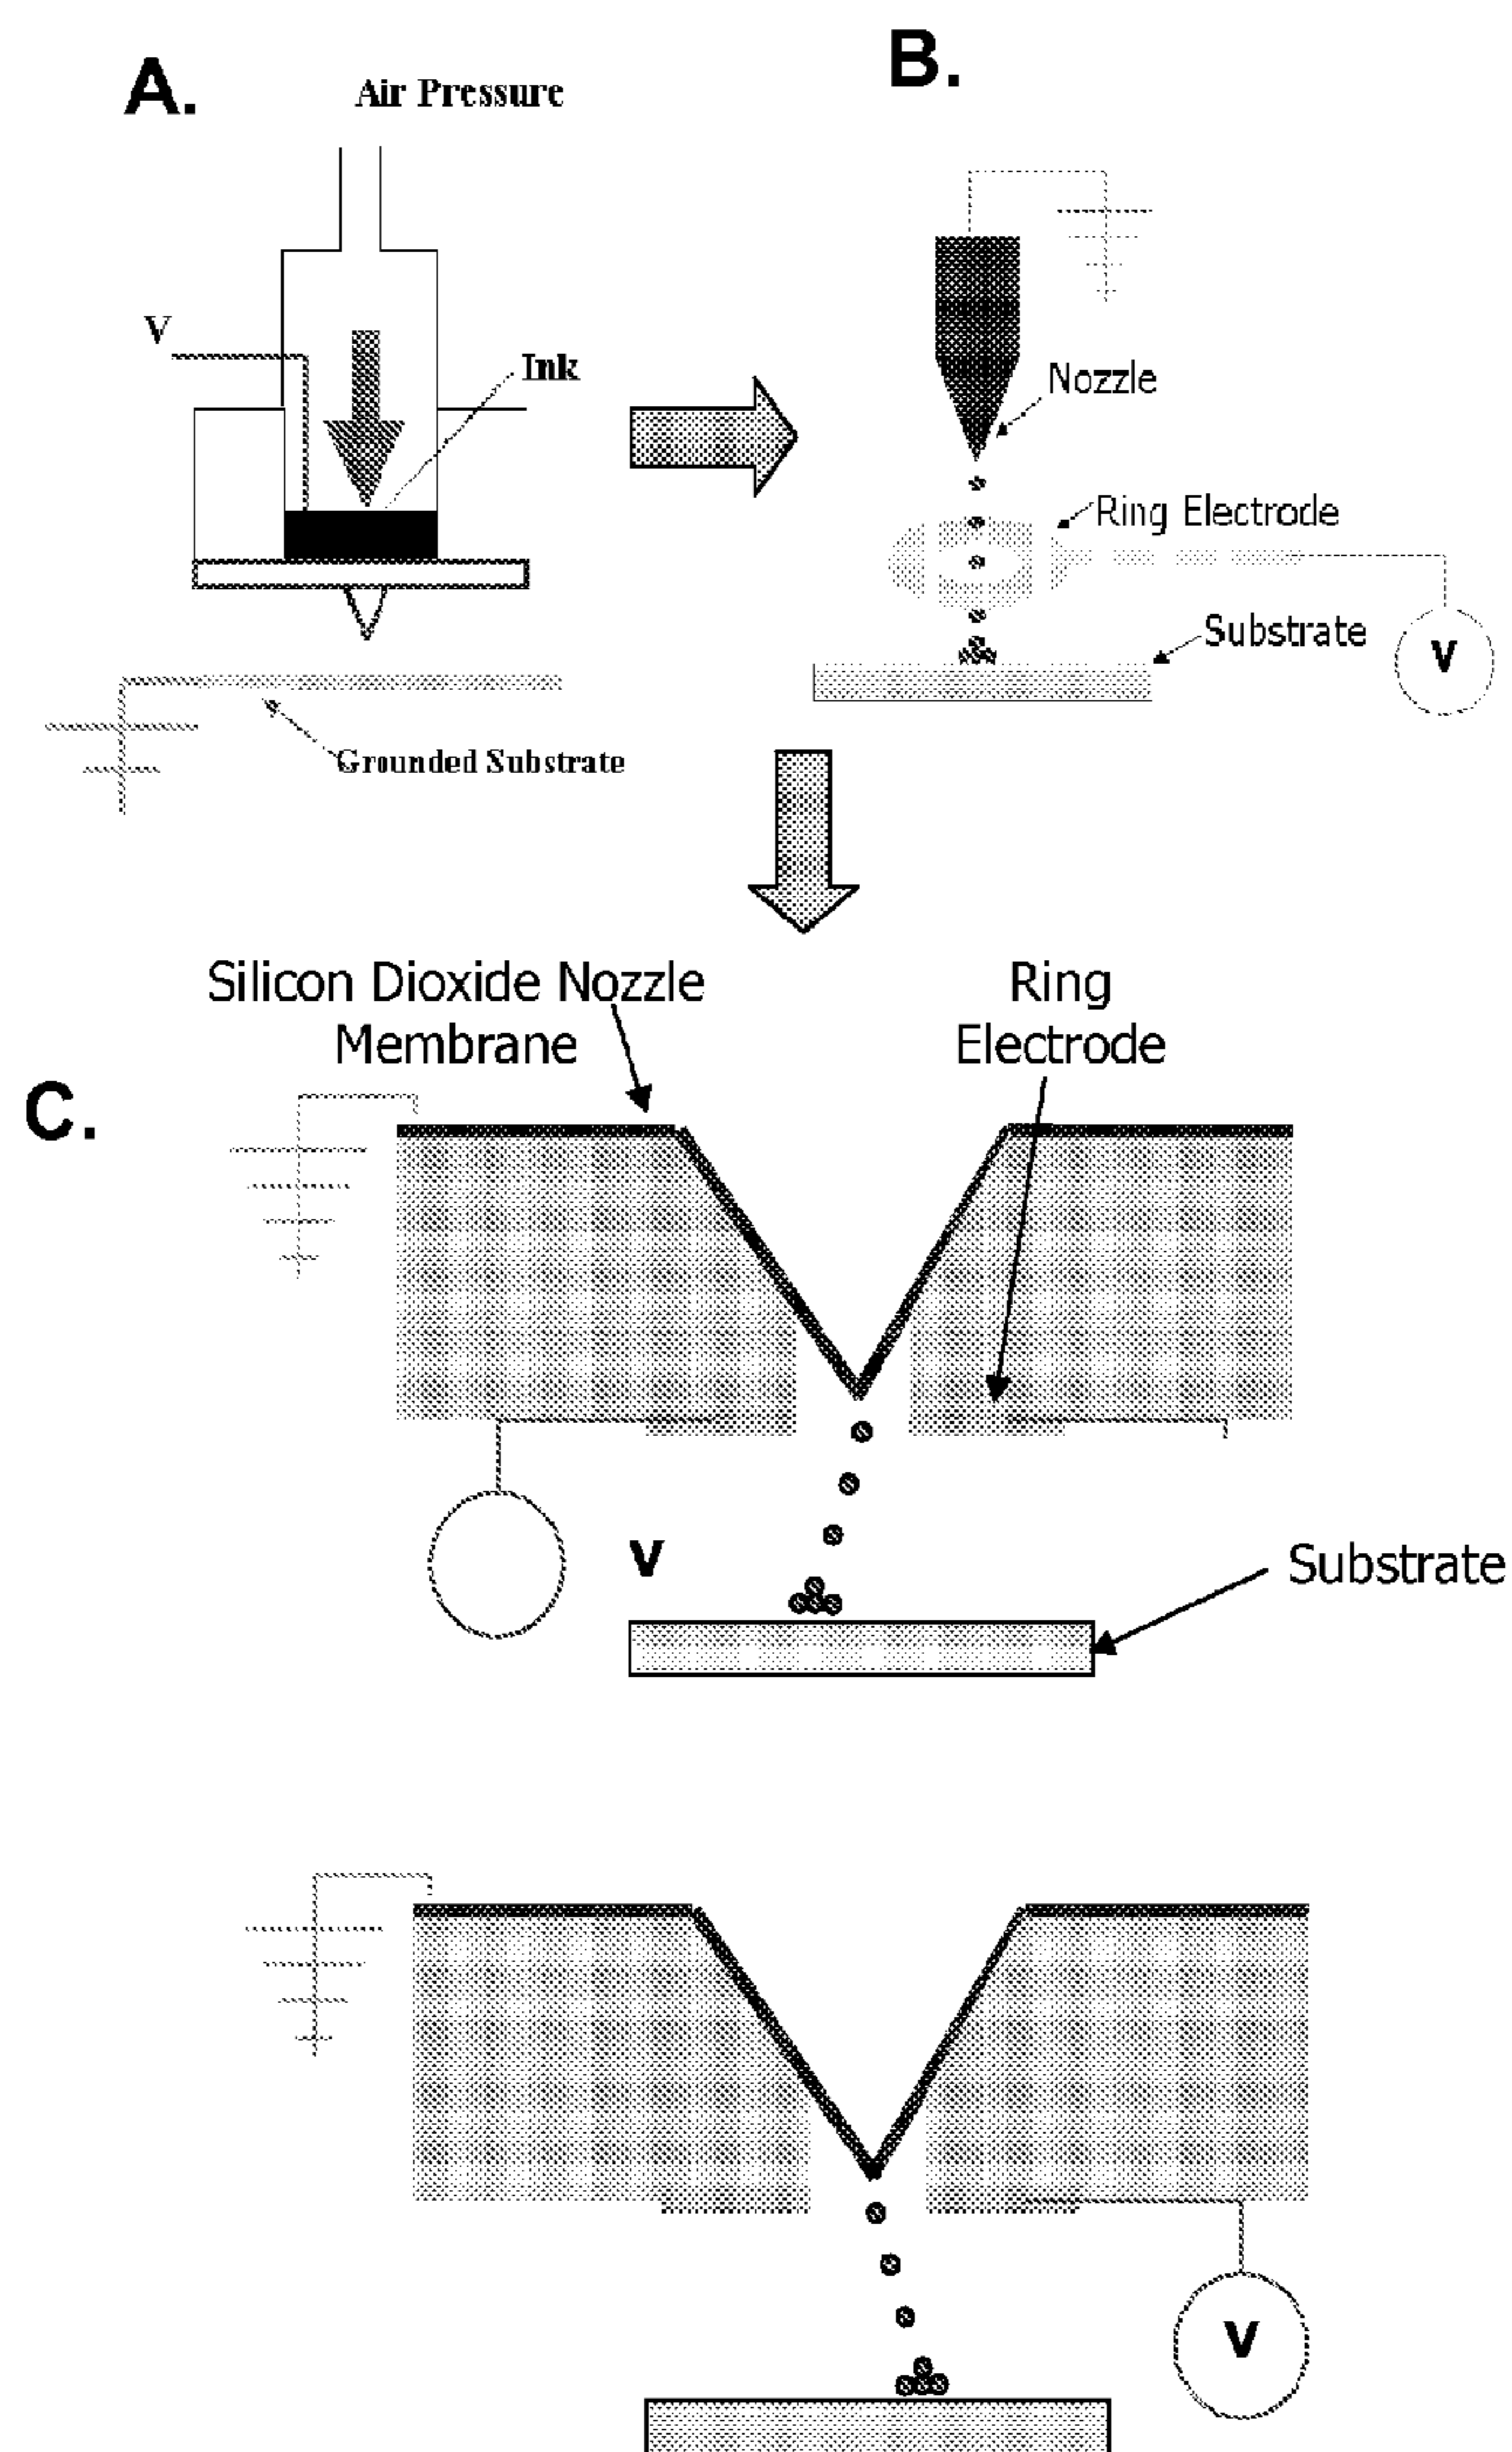 A.
Air Pressure
V
Ink
Grounded Substrate
B.
Nozzle
Ring Electrode
Substrate
V
C.
Silicon Dioxide Nozzle
Membrane
Ring
Electrode
V
Substrate
V